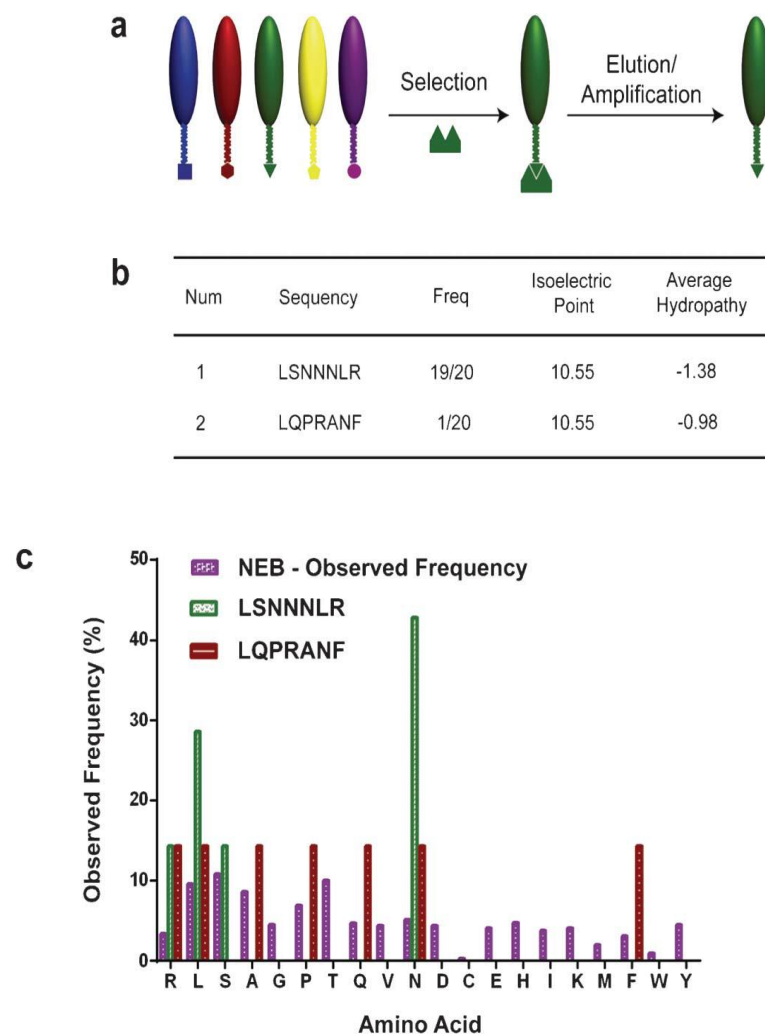 a
Selection
Elution/
Amplification
b
Num Sequency Freq Isoelectric Point Average Hydropathy
1 LSNNNLR 19/20 10.55 -1.38
2 LQPRANF 1/20 10.55 -0.98
c
50
40
30
20
10
0
Observed Frequency (%)
NEB - Observed Frequency
LSNNNLR
LQPRANF
R L S A G P T Q V N D C E H I K M F W Y
Amino Acid